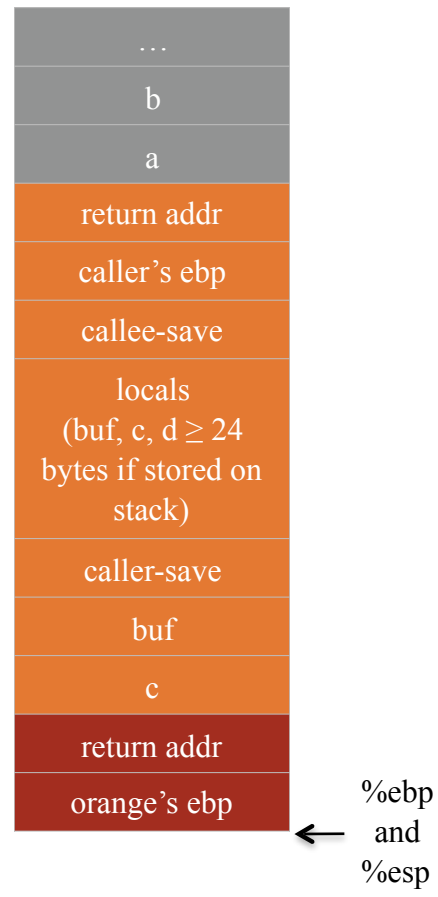 …
b
a
return addr
caller’s ebp
callee-save
locals
(buf, c, d ≥ 24
bytes if stored on
stack)
caller-save
buf
c
return addr
orange’s ebp
%ebp
and
%esp